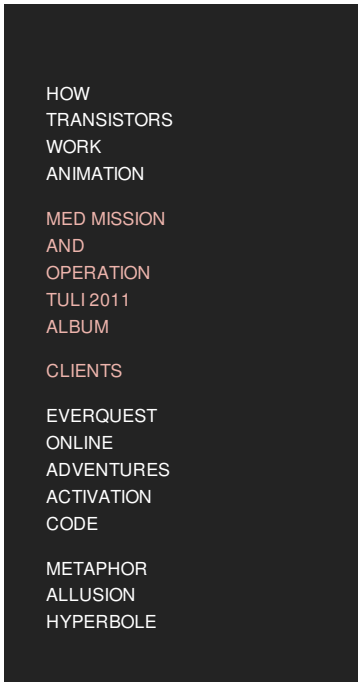 HOW
TRANSISTORS
WORK
ANIMATION
MED MISSION
AND
OPERATION
TULI 2011
ALBUM
CLIENTS
EVERQUEST
ONLINE
ADVENTURES
ACTIVATION
CODE
METAPHOR
ALLUSION
HYPERBOLE